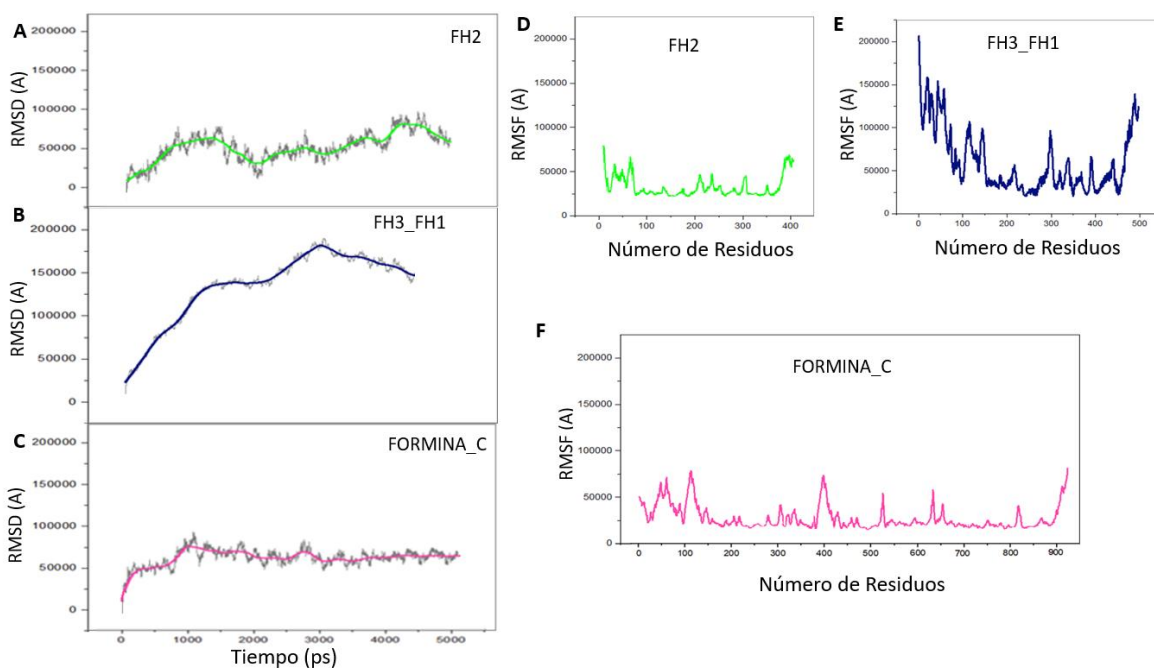 A
FH2
RMSD (A)
200000
150000
100000
50000
0
B
FH3_FH1
RMSD (A)
200000
150000
100000
50000
0
C
FORMINA_C
RMSD (A)
200000
150000
100000
50000
0
0 1000 2000 3000 4000 5000
Tiempo (ps)
D
FH2
RMSF (A)
200000
150000
100000
50000
0
0 100 200 300 400
Número de Residuos
E
FH3_FH1
RMSF (A)
200000
150000
100000
50000
0
0 100 200 300 400 500
Número de Residuos
F
FORMINA_C
RMSF (A)
200000
150000
100000
50000
0
0 100 200 300 400 500 600 700 800 900
Número de Residuos